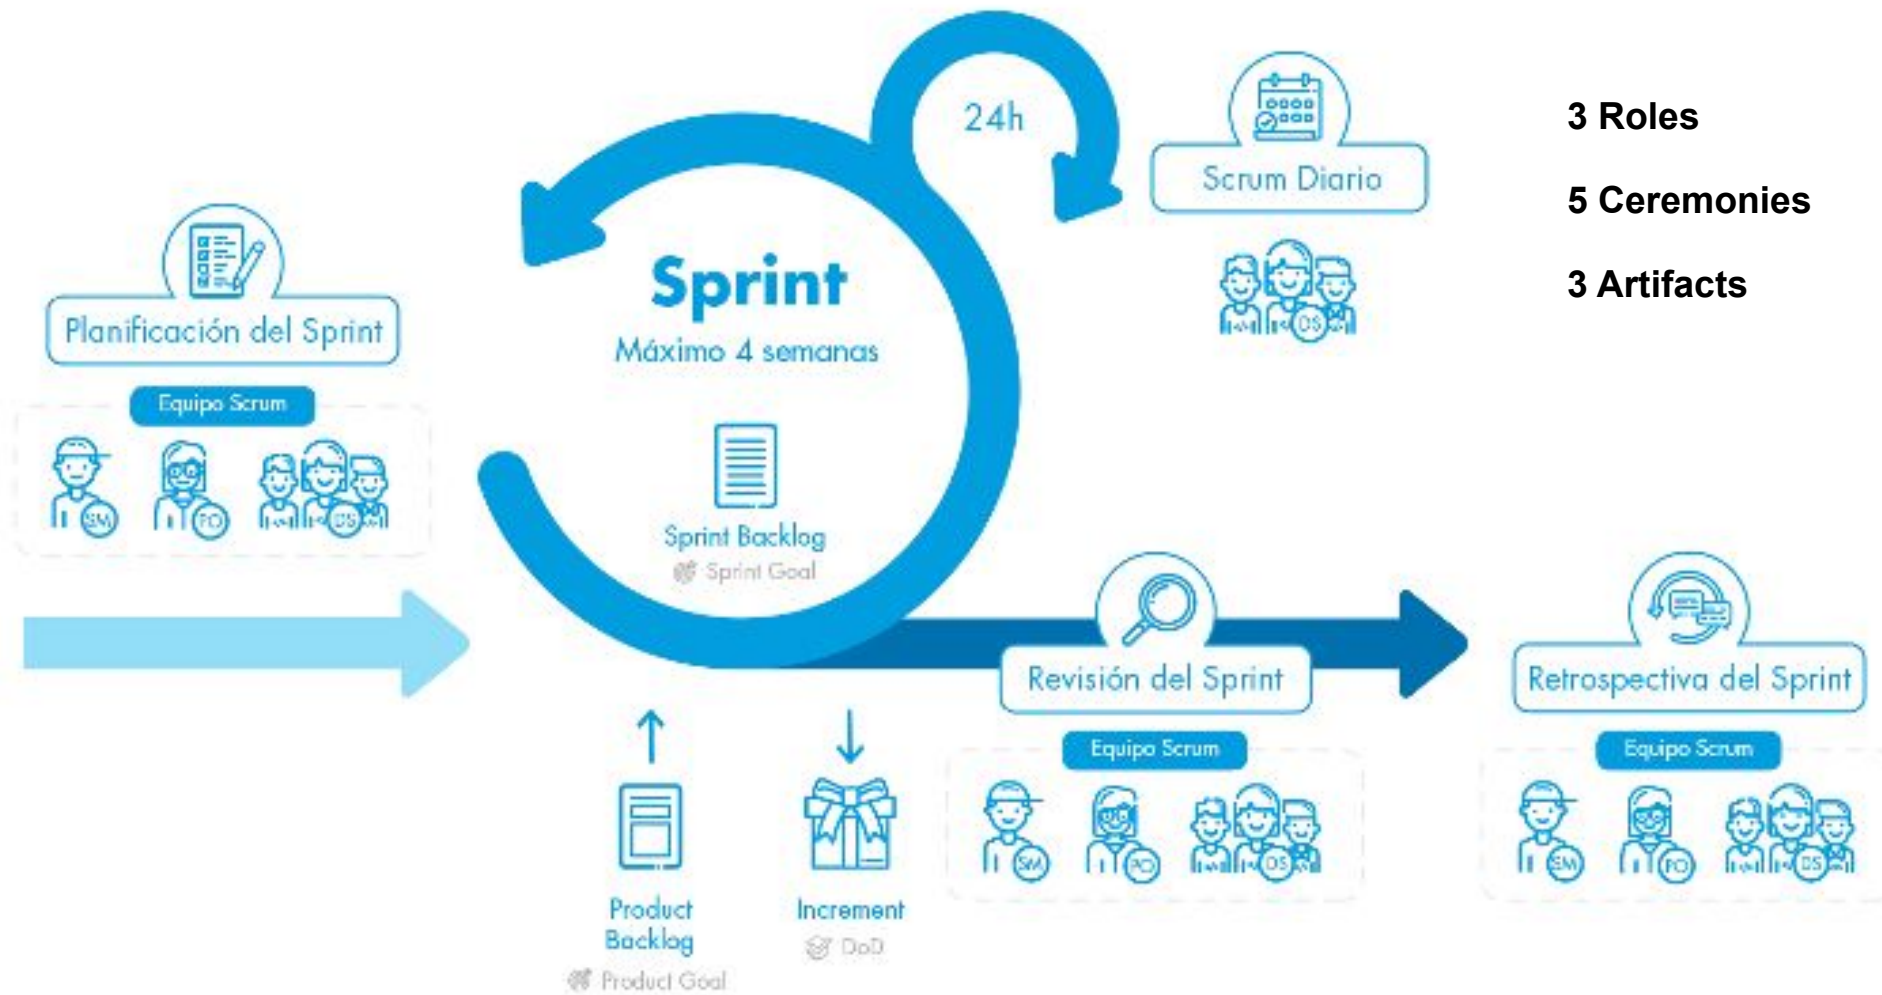 24h
Scrum Diario
DS
3 Roles
5 Ceremonies
3 Artifacts
Planificación del Sprint
Equipo Scrum
SM
PO
DS
Sprint
Máximo 4 semanas
Sprint Backlog
Sprint Goal
Revisión del Sprint
Equipo Scrum
SM
PO
DS
Retrospectiva del Sprint
Equipo Scrum
SM
PO
DS
Product
Backlog
Product Goal
Increment
DoD